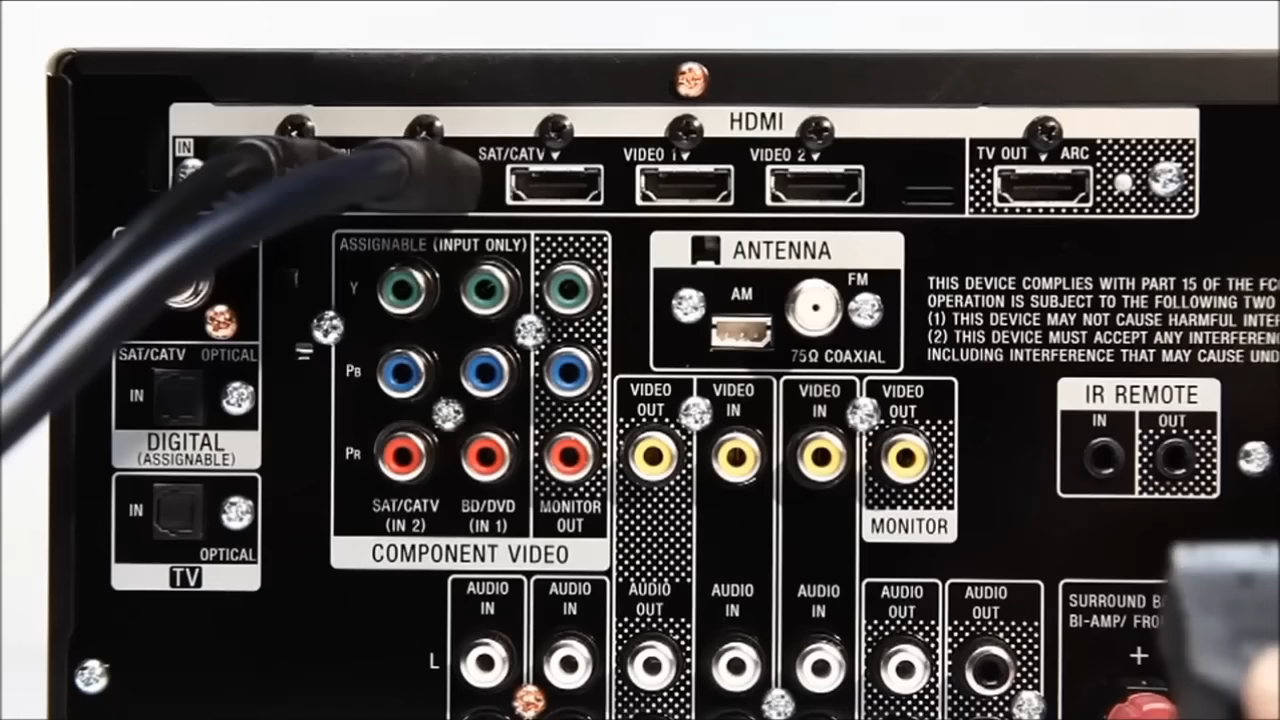 HDMI
IN
SAT/CATV
VIDEO 1
VIDEO 2
TV OUT
ARC
ASSIGNABLE (INPUT ONLY)
Y
PB
PR
SAT/CATV
(IN 2)
BD/DVD
(IN 1)
MONITOR
OUT
COMPONENT VIDEO
ANTENNA
AM
FM
75Ω COAXIAL
THIS DEVICE COMPLIES WITH PART 15 OF THE FC
OPERATION IS SUBJECT TO THE FOLLOWING TWO
(1) THIS DEVICE MAY NOT CAUSE HARMFUL INTER
(2) THIS DEVICE MUST ACCEPT ANY INTERFERENC
INCLUDING INTERFERENCE THAT MAY CAUSE UND
SAT/CATV OPTICAL
IN
DIGITAL
(ASSIGNABLE)
IN
OPTICAL
TV
VIDEO
OUT
VIDEO
IN
VIDEO
IN
VIDEO
OUT
MONITOR
IR REMOTE
IN
OUT
AUDIO
IN
AUDIO
IN
AUDIO
OUT
AUDIO
IN
AUDIO
IN
AUDIO
OUT
AUDIO
OUT
L
SURROUND B
BI-AMP/ FRO
+